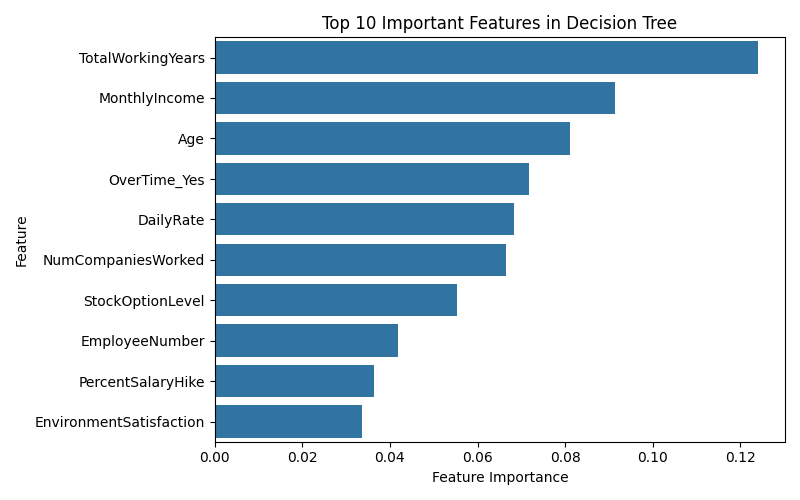 Top 10 Important Features in Decision Tree
TotalWorkingYears
MonthlyIncome
Age
OverTime_Yes
DailyRate
NumCompaniesWorked
StockOptionLevel
EmployeeNumber
PercentSalaryHike
EnvironmentSatisfaction
Feature
0.00 0.02 0.04 0.06 0.08 0.10 0.12
Feature Importance